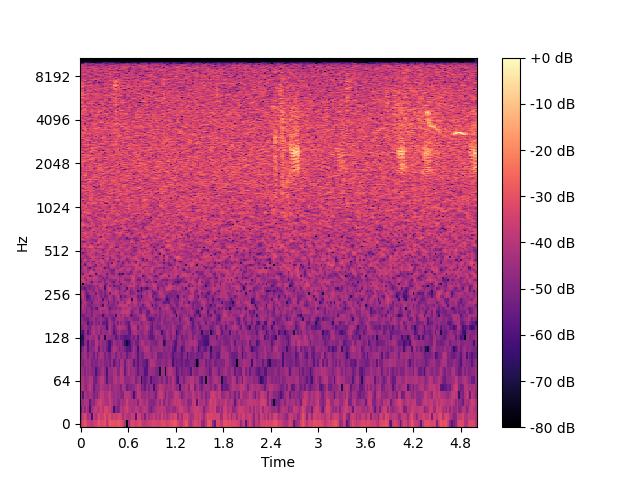 8192
4096
2048
1024
512
256
128
64
0
Hz
0 0.6 1.2 1.8 2.4 3 3.6 4.2 4.8
Time
+0 dB
-10 dB
-20 dB
-30 dB
-40 dB
-50 dB
-60 dB
-70 dB
-80 dB